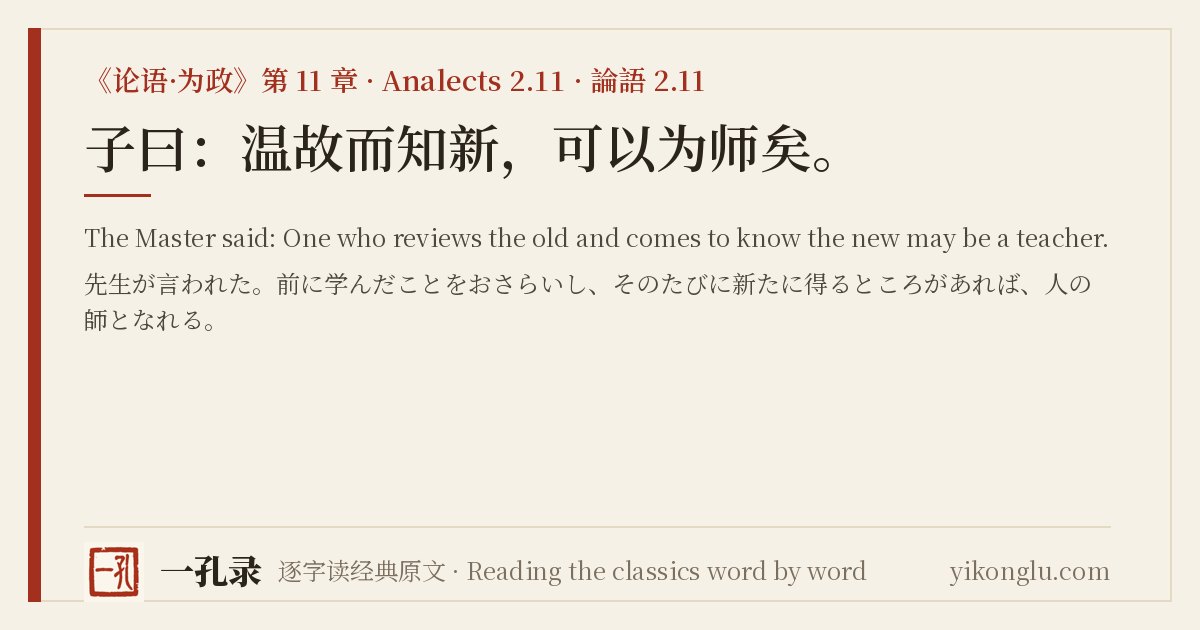 《论语·为政》第 11 章 · Analects 2.11 · 論語 2.11
子曰：温故而知新，可以为师矣。
The Master said: One who reviews the old and comes to know the new may be a teacher.
先生が言われた。前に学んだことをおさらいし、そのたびに新たに得るところがあれば、人の
師となれる。
一孔
一孔录 逐字读经典原文 · Reading the classics word by word yikonglu.com